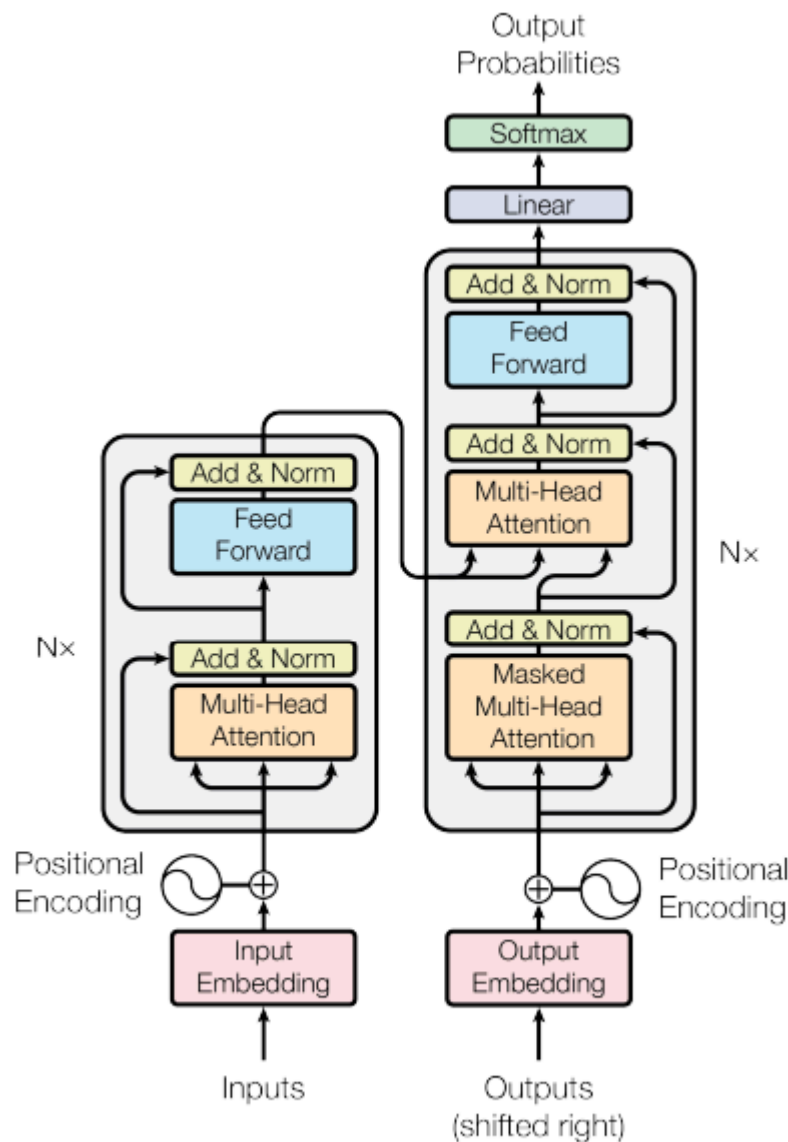 Output
Probabilities
Softmax
Linear
Add & Norm
Feed
Forward
Add & Norm
Multi-Head
Attention
Add & Norm
Masked
Multi-Head
Attention
Nx
Add & Norm
Feed
Forward
Add & Norm
Multi-Head
Attention
Nx
Positional
Encoding
Positional
Encoding
Input
Embedding
Output
Embedding
Inputs
Outputs
(shifted right)